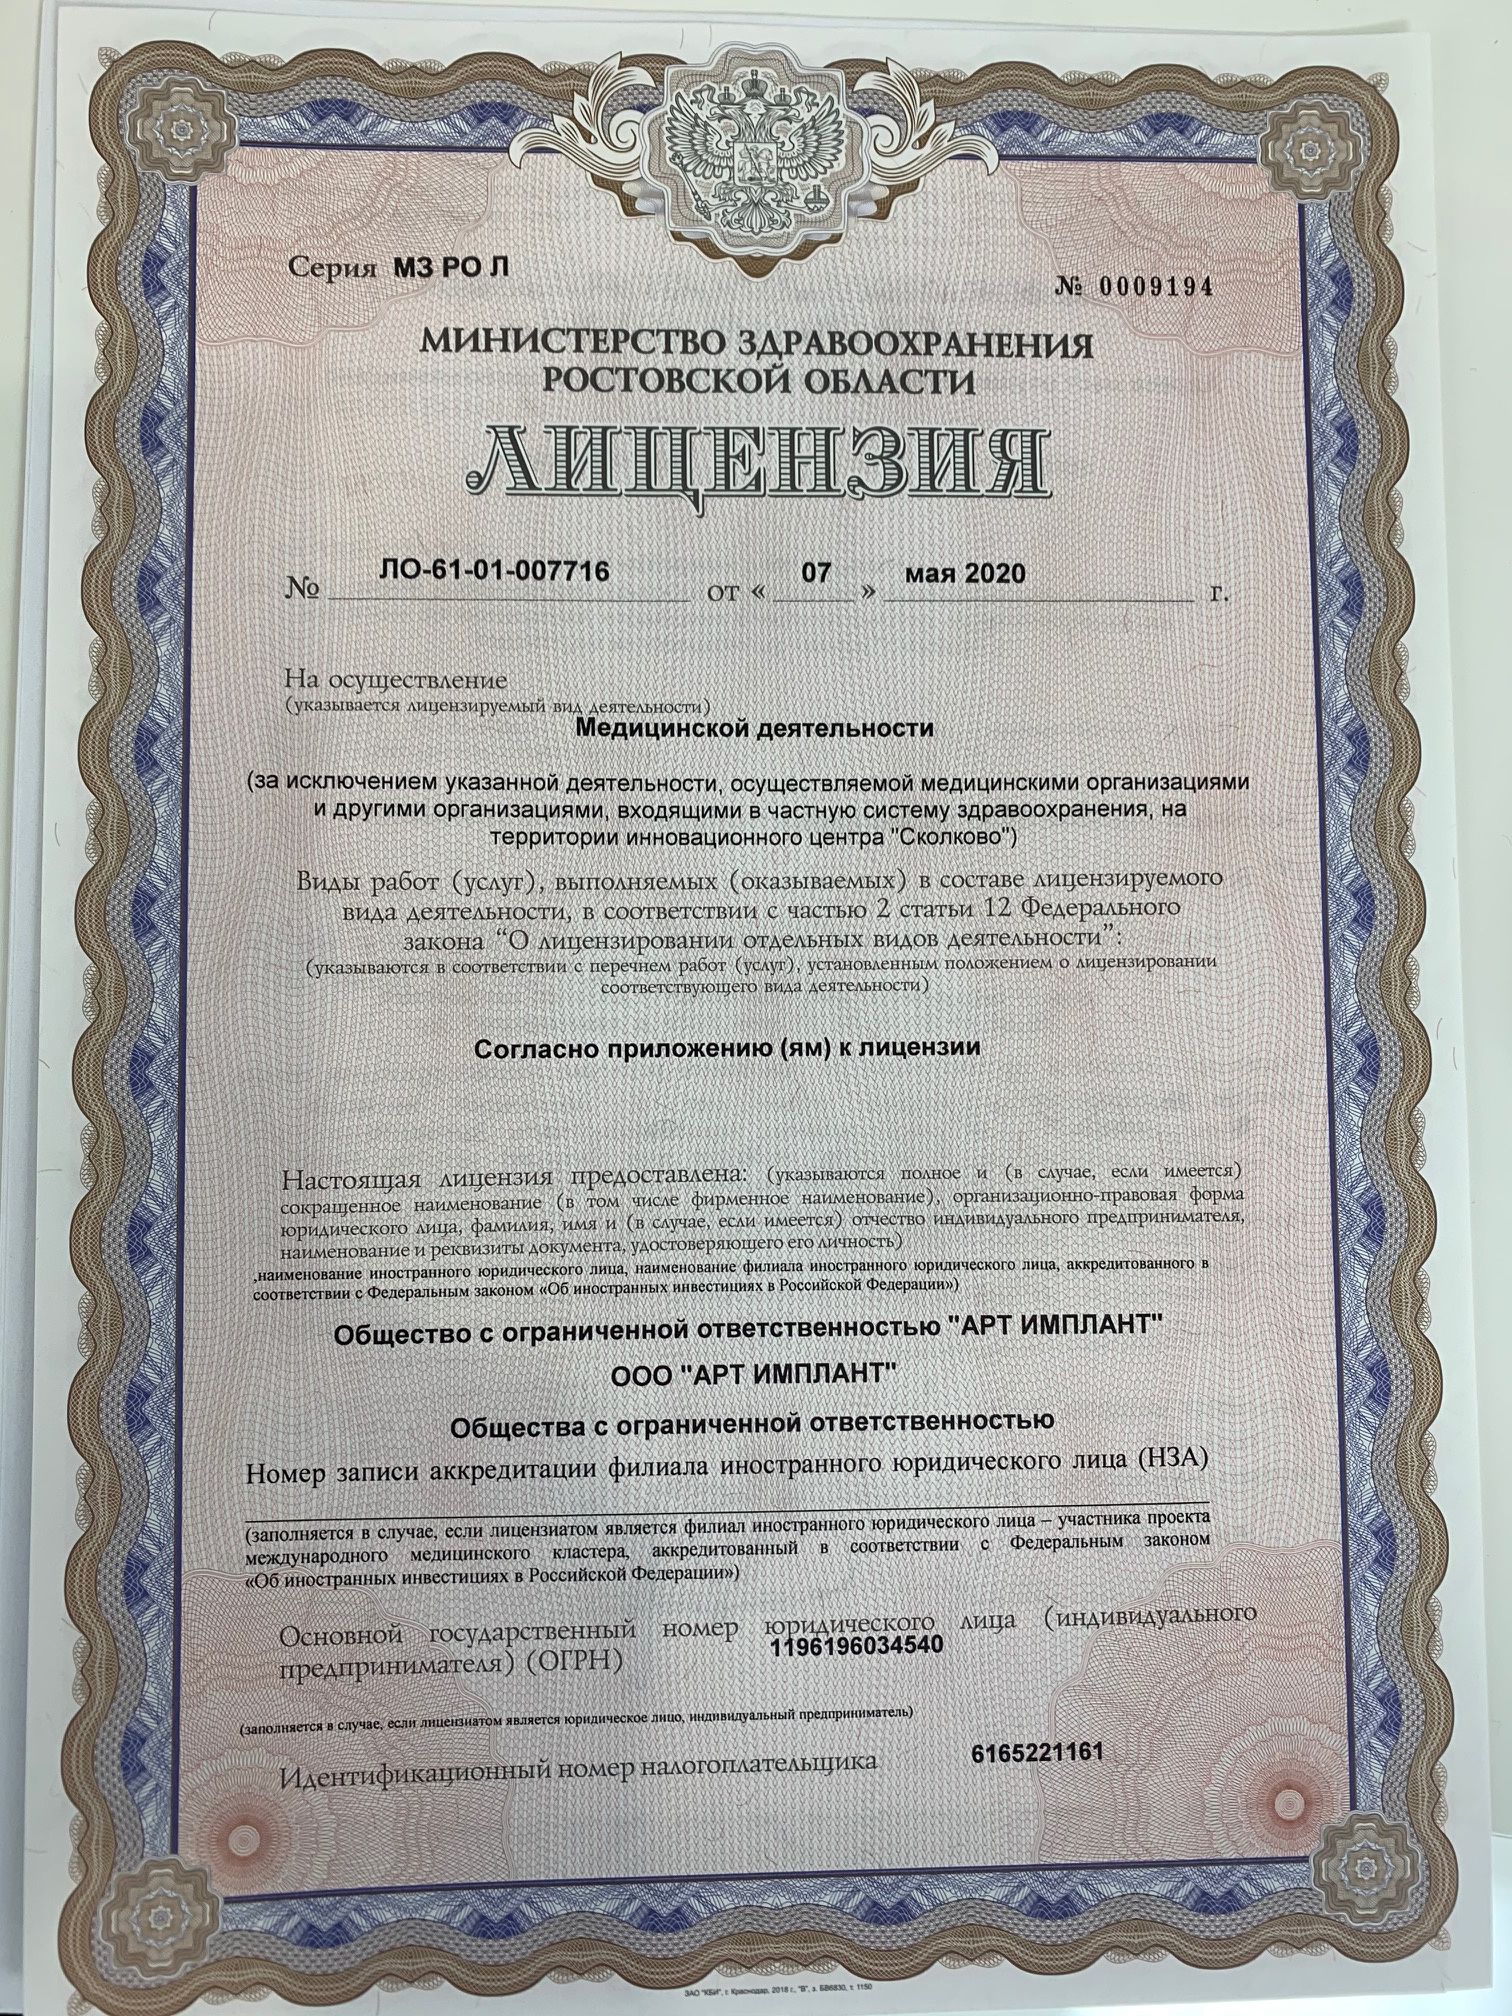 Серия МЗ РО Л
№ 0009194
МИНИСТЕРСТВО ЗДРАВООХРАНЕНИЯ
РОСТОВСКОЙ ОБЛАСТИ
ЛИЦЕНЗИЯ
№ ЛО-61-01-007716 от « 07 » мая 2020 г.
На осуществление
(указывается лицензируемый вид деятельности)
Медицинской деятельности
(за исключением указанной деятельности, осуществляемой медицинскими организациями
и другими организациями, входящими в частную систему здравоохранения, на
территории инновационного центра "Сколково")
Виды работ (услуг), выполняемых (оказываемых) в составе лицензируемого
вида деятельности, в соответствии с частью 2 статьи 12 Федерального
закона “О лицензировании отдельных видов деятельности”:
(указываются в соответствии с перечнем работ (услуг), установленным положением о лицензировании
соответствующего вида деятельности)
Согласно приложению (ям) к лицензии
Настоящая лицензия предоставлена: (указываются полное и (в случае, если имеется)
сокращенное наименование (в том числе фирменное наименование), организационно-правовая форма
юридического лица, фамилия, имя и (в случае, если имеется) отчество индивидуального предпринимателя,
наименование и реквизиты документа, удостоверяющего его личность)
,наименование иностранного юридического лица, наименование филиала иностранного юридического лица, аккредитованного в
соответствии с Федеральным законом «Об иностранных инвестициях в Российской Федерации»)
Общество с ограниченной ответственностью "АРТ ИМПЛАНТ"
ООО "АРТ ИМПЛАНТ"
Общества с ограниченной ответственностью
Номер записи аккредитации филиала иностранного юридического лица (НЗА)
(заполняется в случае, если лицензиатом является филиал иностранного юридического лица – участника проекта
международного медицинского кластера, аккредитованный в соответствии с Федеральным законом
«Об иностранных инвестициях в Российской Федерации»)
Основной государственный номер юридического лица (индивидуального
предпринимателя) (ОГРН) 1196196034540
(заполняется в случае, если лицензиатом является юридическое лицо, индивидуальный предприниматель)
Идентификационный номер налогоплательщика 6165221161
ЗАО "КБИ", г. Краснодар, 2018 г., "В", з. БВ6830, т. 1150